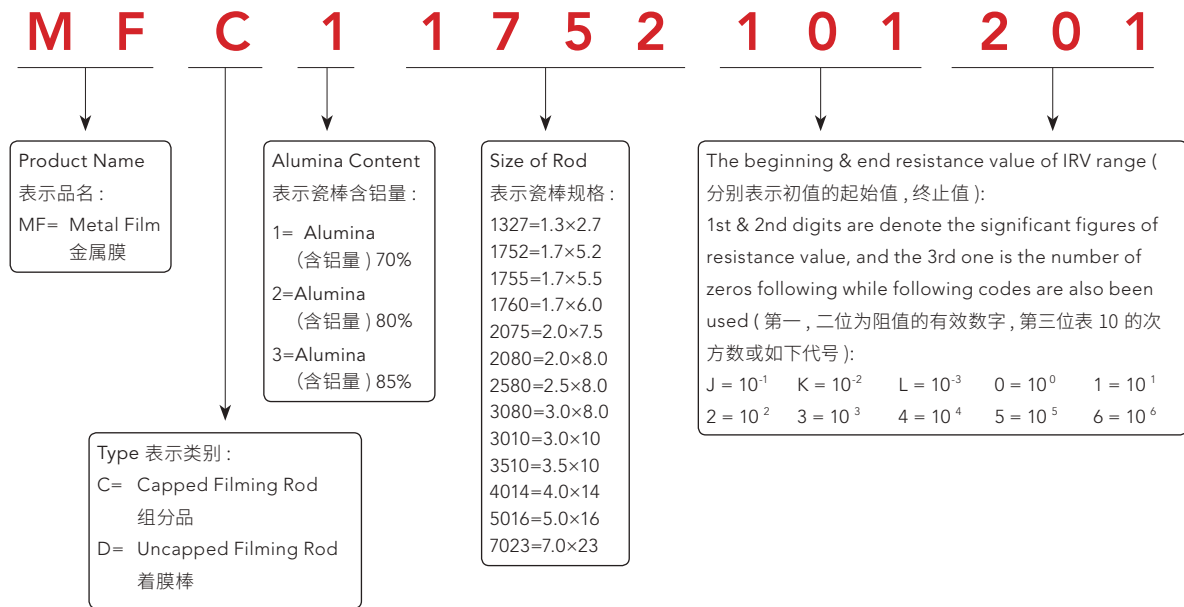 M F C 1 1 7 5 2 1 0 1 2 0 1
Product Name
表示品名 :
MF= Metal Film
金属膜
Alumina Content
表示瓷棒含铝量 :
1= Alumina
(含铝量 ) 70%
2=Alumina
(含铝量 ) 80%
3=Alumina
(含铝量 ) 85%
Size of Rod
表示瓷棒规格 :
1327=1.3×2.7
1752=1.7×5.2
1755=1.7×5.5
1760=1.7×6.0
2075=2.0×7.5
2080=2.0×8.0
2580=2.5×8.0
3080=3.0×8.0
3010=3.0×10
3510=3.5×10
4014=4.0×14
5016=5.0×16
7023=7.0×23
The beginning & end resistance value of IRV range (
分别表示初值的起始值 , 终止值 ):
1st & 2nd digits are denote the significant figures of
resistance value, and the 3rd one is the number of
zeros following while following codes are also been
used ( 第一 , 二位为阻值的有效数字 , 第三位表 10 的次
方数或如下代号 ):
J = 10⁻¹ K = 10⁻² L = 10⁻³ 0 = 10⁰ 1 = 10¹
2 = 10² 3 = 10³ 4 = 10⁴ 5 = 10⁵ 6 = 10⁶
Type 表示类别 :
C= Capped Filming Rod
组分品
D= Uncapped Filming Rod
着膜棒